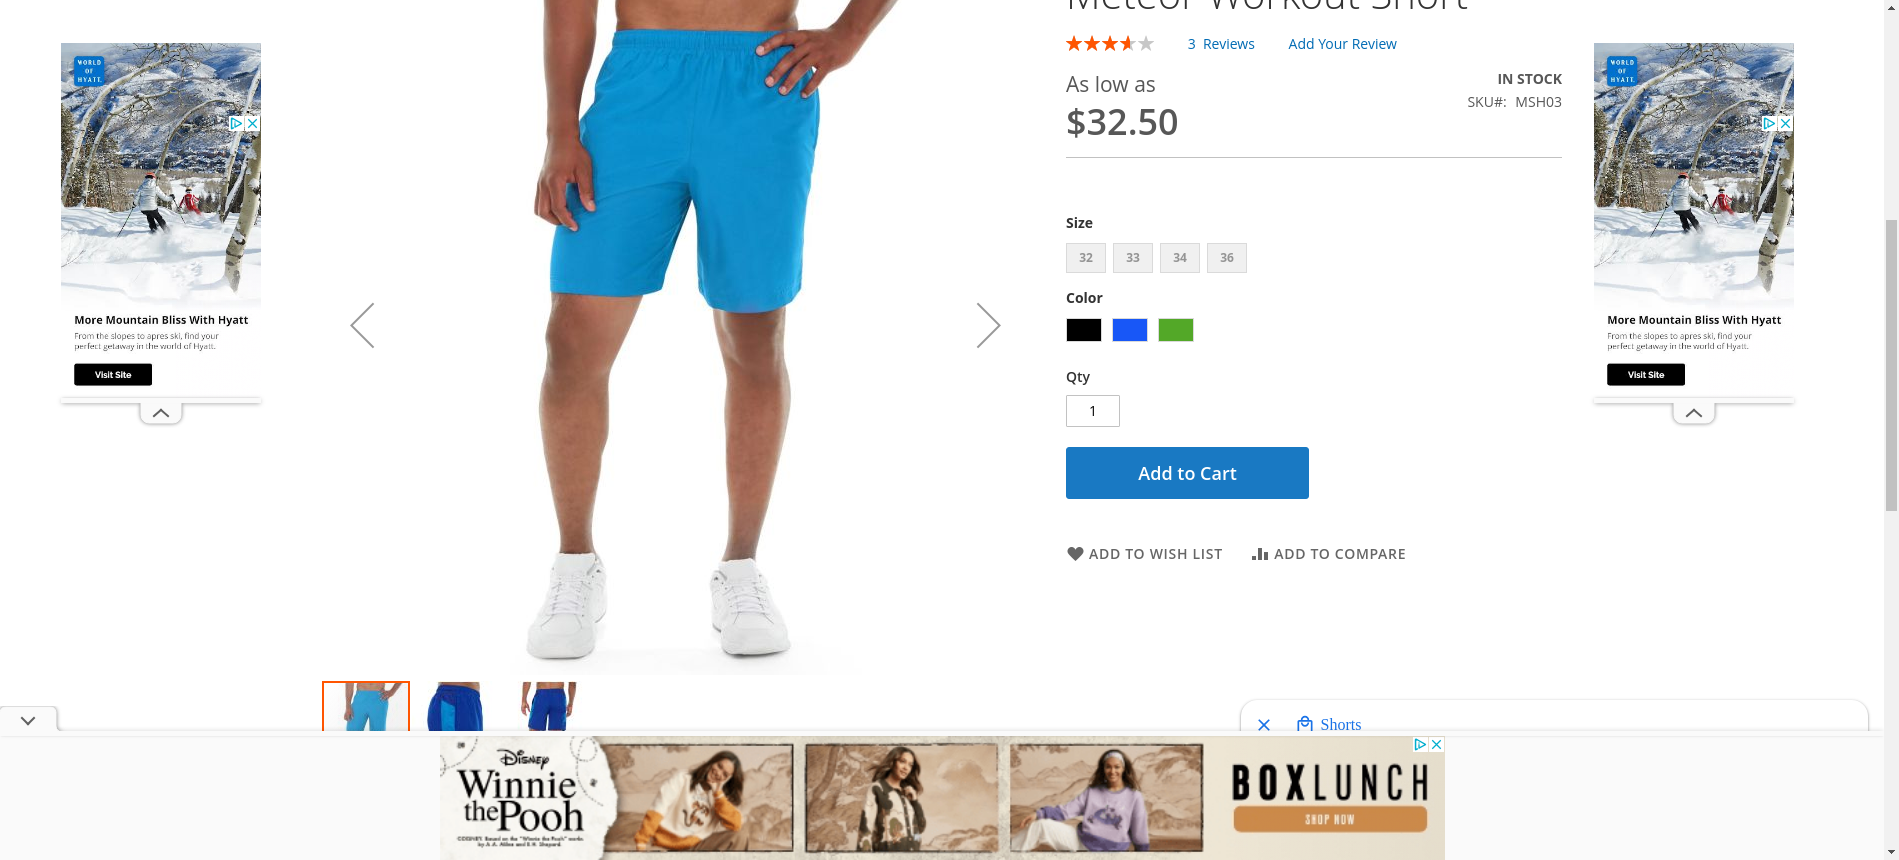 Meteor Workout Short
3 Reviews Add Your Review
As low as
$32.50
IN STOCK
SKU#: MSH03
Size
32 33 34 36
Color
Qty
1
Add to Cart
ADD TO WISH LIST ADD TO COMPARE
WORLD
OF
HYATT.
More Mountain Bliss With Hyatt
From the slopes to apres ski, find your
perfect getaway in the world of Hyatt.
Visit Site
WORLD
OF
HYATT.
More Mountain Bliss With Hyatt
From the slopes to apres ski, find your
perfect getaway in the world of Hyatt.
Visit Site
Shorts
Disney
Winnie
the Pooh
BOXLUNCH
SHOP NOW